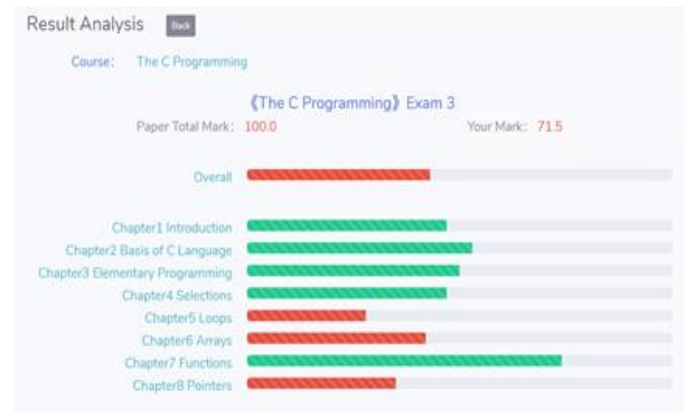 Result Analysis Back
Course: The C Programming
《The C Programming》 Exam 3
Paper Total Mark: 100.0 Your Mark: 71.5
Overall
Chapter1 Introduction
Chapter2 Basis of C Language
Chapter3 Elementary Programming
Chapter4 Selections
Chapter5 Loops
Chapter6 Arrays
Chapter7 Functions
Chapter8 Pointers